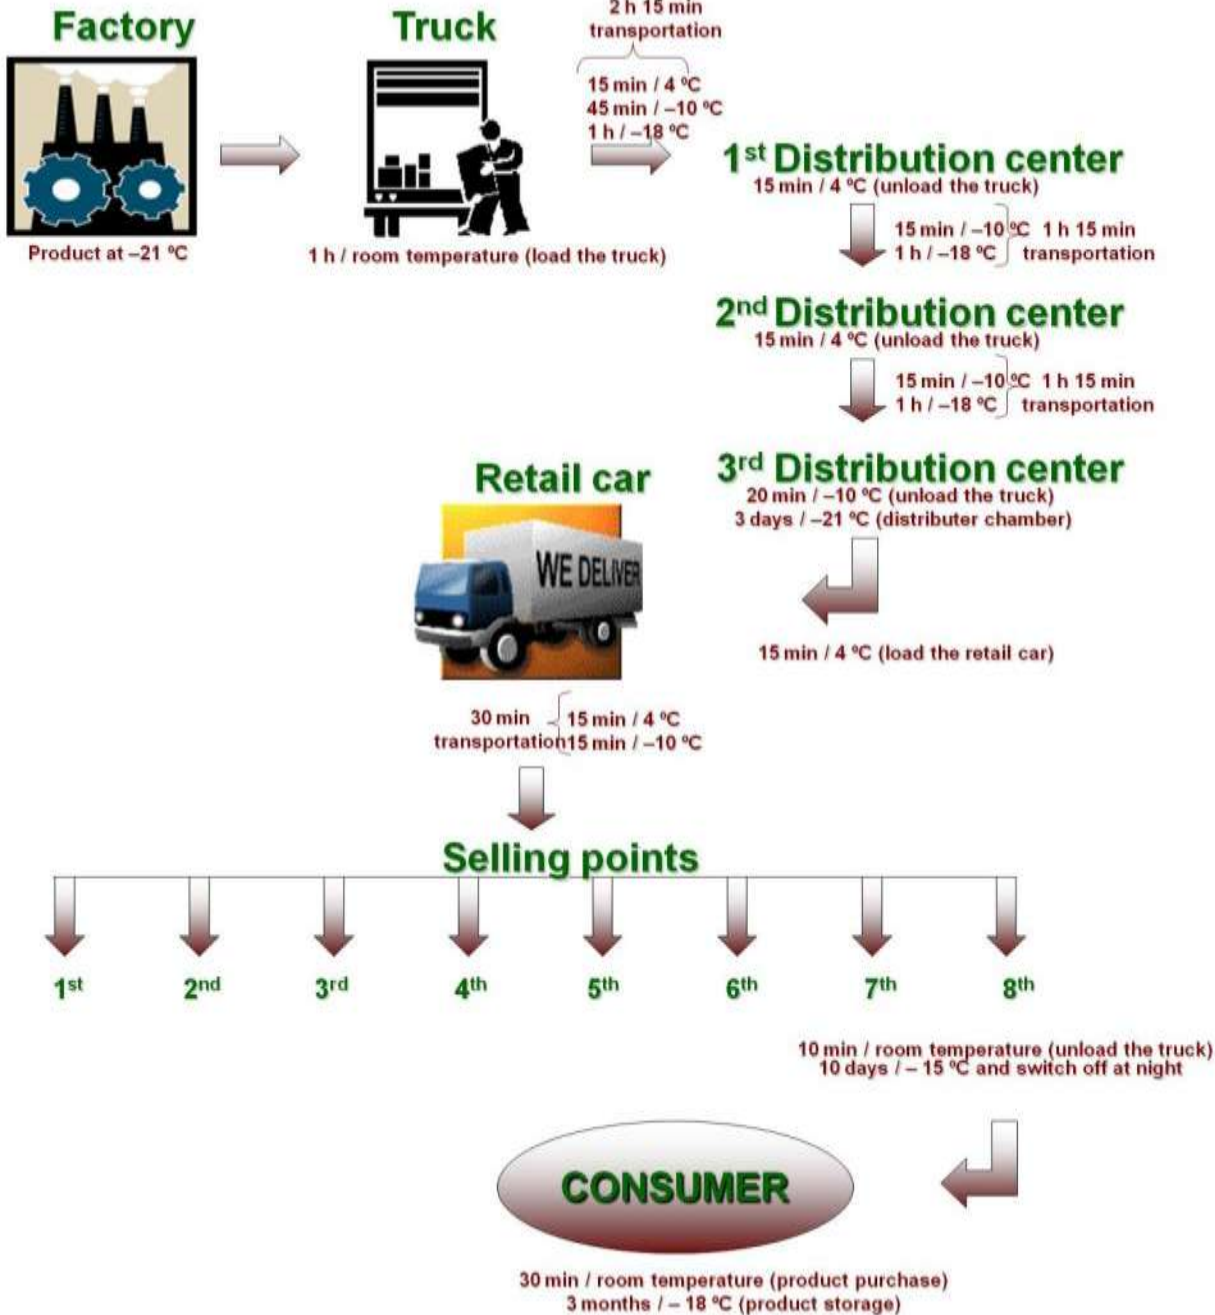 Factory
Product at –21 ºC
Truck
1 h / room temperature (load the truck)
2 h 15 min
transportation
15 min / 4 ºC
45 min / –10 ºC
1 h / –18 ºC
1st Distribution center
15 min / 4 ºC (unload the truck)
15 min / –10 ºC 1 h 15 min
1 h / –18 ºC transportation
2nd Distribution center
15 min / 4 ºC (unload the truck)
15 min / –10 ºC 1 h 15 min
1 h / –18 ºC transportation
3rd Distribution center
20 min / –10 ºC (unload the truck)
3 days / –21 ºC (distributer chamber)
15 min / 4 ºC (load the retail car)
Retail car
WE DELIVER
30 min 15 min / 4 ºC
transportation 15 min / –10 ºC
Selling points
1st 2nd 3rd 4th 5th 6th 7th 8th
10 min / room temperature (unload the truck)
10 days / – 15 ºC and switch off at night
CONSUMER
30 min / room temperature (product purchase)
3 months / – 18 ºC (product storage)